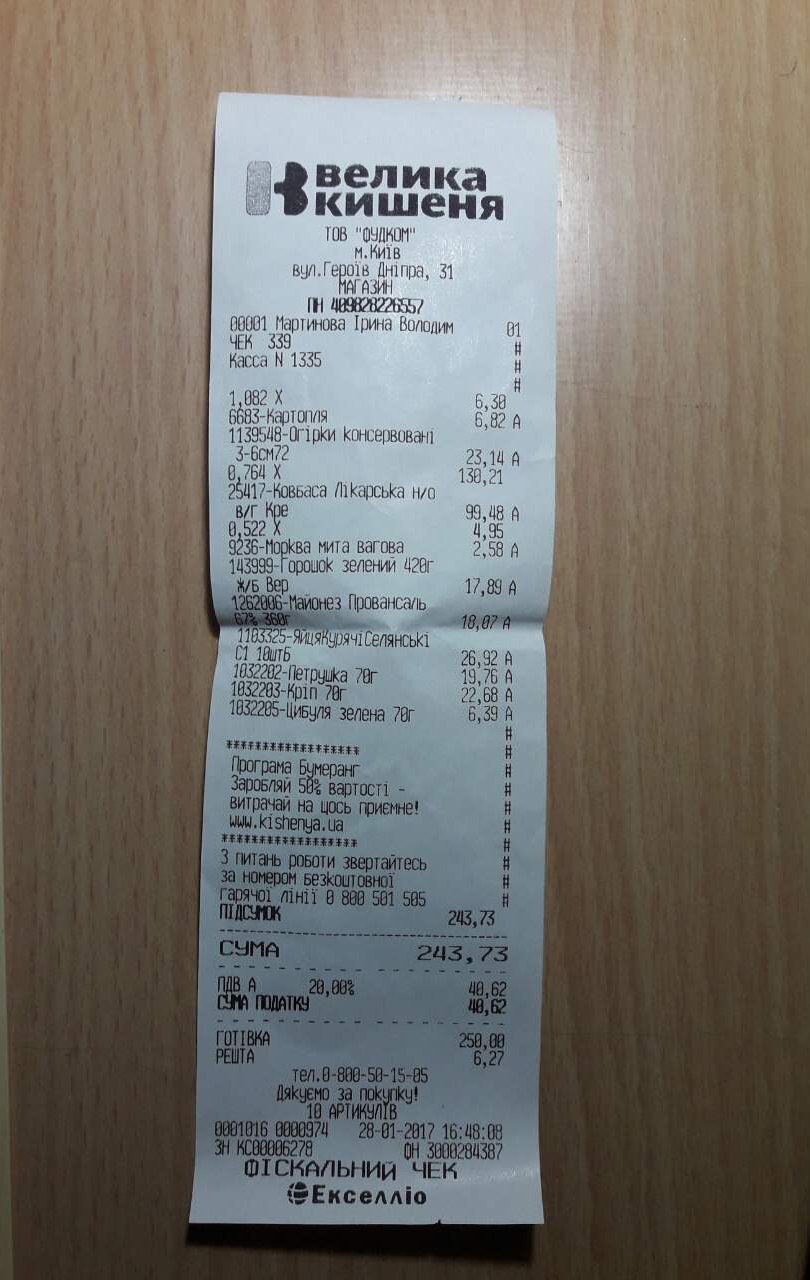 велика
кишеня
ТОВ "ФУДКОМ"
м.Київ
вул.Героїв Дніпра, 31
МАГАЗИН
ПН 409828226557
00001 Мартинова Ірина Володим 01
ЧЕК 339 #
Касса N 1335 #
#
1,082 X 6,30
6683-Картопля 6,82 А
1139548-Огірки консервовані
3-6см72 23,14 А
0,764 X 130,21
25417-Ковбаса Лікарська н/о
в/г Кре 99,48 А
0,522 X 4,95
9236-Морква мита вагова 2,58 А
143999-Горошок зелений 420г
ж/б Вер 17,89 А
1262006-Майонез Провансаль
67% 360г 18,07 А
1103325-ЯйцяКурячіСелянські
С1 10штБ 26,92 А
1032202-Петрушка 70г 19,76 А
1032203-Кріп 70г 22,68 А
1032205-Цибуля зелена 70г 6,39 А
#
****************** #
Програма Бумеранг #
Заробляй 50% вартості - #
витрачай на щось приємне! #
www.kishenya.ua #
****************** #
З питань роботи звертайтесь #
за номером безкоштовної #
гарячої лінії 0 800 501 505 #
ПІДСУМОК 243,73
СУМА 243,73
ПДВ А 20,00% 40,62
СУМА ПОДАТКУ 40,62
ГОТІВКА 250,00
РЕШТА 6,27
тел.0-800-50-15-05
Дякуємо за покупку!
10 АРТИКУЛІВ
0001016 0000974 28-01-2017 16:48:08
ЗН КС00006278 ФН 3000284387
ФІСКАЛЬНИЙ ЧЕК
Екселліо